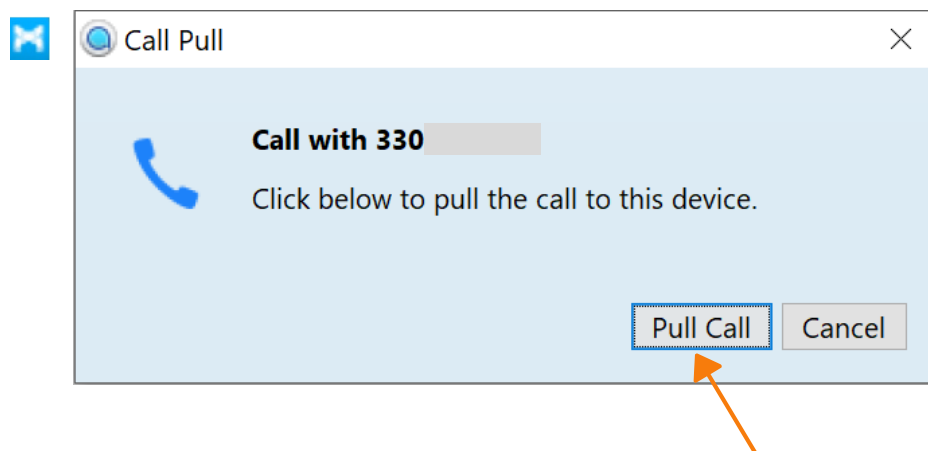 Call Pull
Call with 330
Click below to pull the call to this device.
Pull Call
Cancel